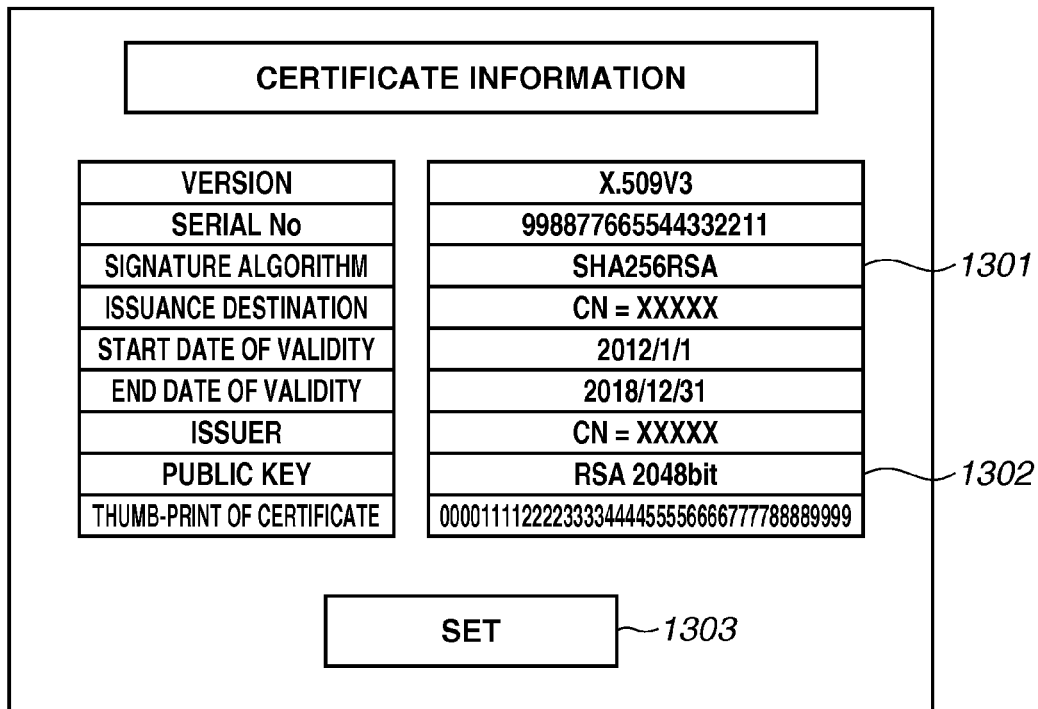 CERTIFICATE INFORMATION
VERSION X.509V3
SERIAL No 998877665544332211
SIGNATURE ALGORITHM SHA256RSA 1301
ISSUANCE DESTINATION CN = XXXXX
START DATE OF VALIDITY 2012/1/1
END DATE OF VALIDITY 2018/12/31
ISSUER CN = XXXXX
PUBLIC KEY RSA 2048bit 1302
THUMB-PRINT OF CERTIFICATE 0000111122223333444455556666777788889999
SET 1303